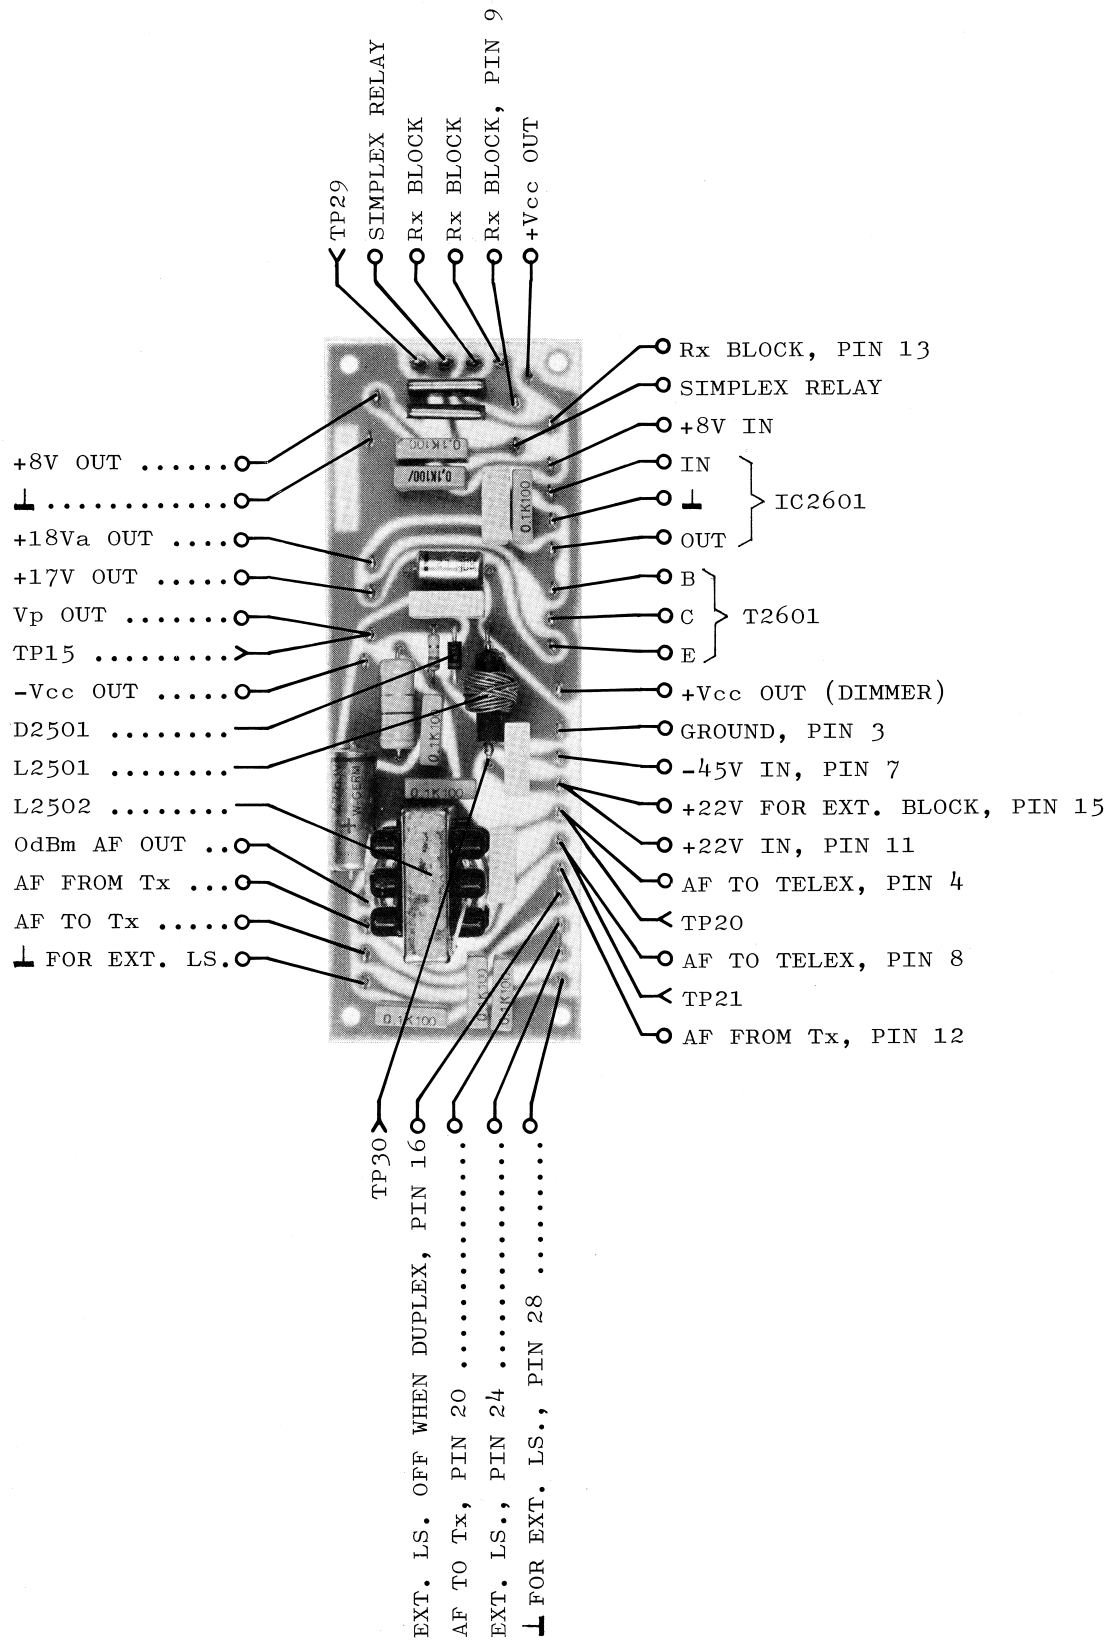 TP29
SIMPLEX RELAY
Rx BLOCK
Rx BLOCK
Rx BLOCK, PIN 9
+Vcc OUT
+8V OUT .......
⊥ .............
+18Va OUT ....
+17V OUT .....
Vp OUT .......
TP15 .........
-Vcc OUT .....
D2501 ........
L2501 ........
L2502 ........
OdBm AF OUT ..
AF FROM Tx ...
AF TO Tx .....
⊥ FOR EXT. LS.
Rx BLOCK, PIN 13
SIMPLEX RELAY
+8V IN
IN
⊥
OUT
IC2601
B
C
E
T2601
+Vcc OUT (DIMMER)
GROUND, PIN 3
-45V IN, PIN 7
+22V FOR EXT. BLOCK, PIN 15
+22V IN, PIN 11
AF TO TELEX, PIN 4
TP20
AF TO TELEX, PIN 8
TP21
AF FROM Tx, PIN 12
0.1K100
0,1K100/
0.1K100
0.1K100
0.1K100
0.1K100
0.1K100
0.1K100
TP30
EXT. LS. OFF WHEN DUPLEX, PIN 16
AF TO Tx, PIN 20 ...............
EXT. LS., PIN 24 ...............
⊥ FOR EXT. LS., PIN 28 .........